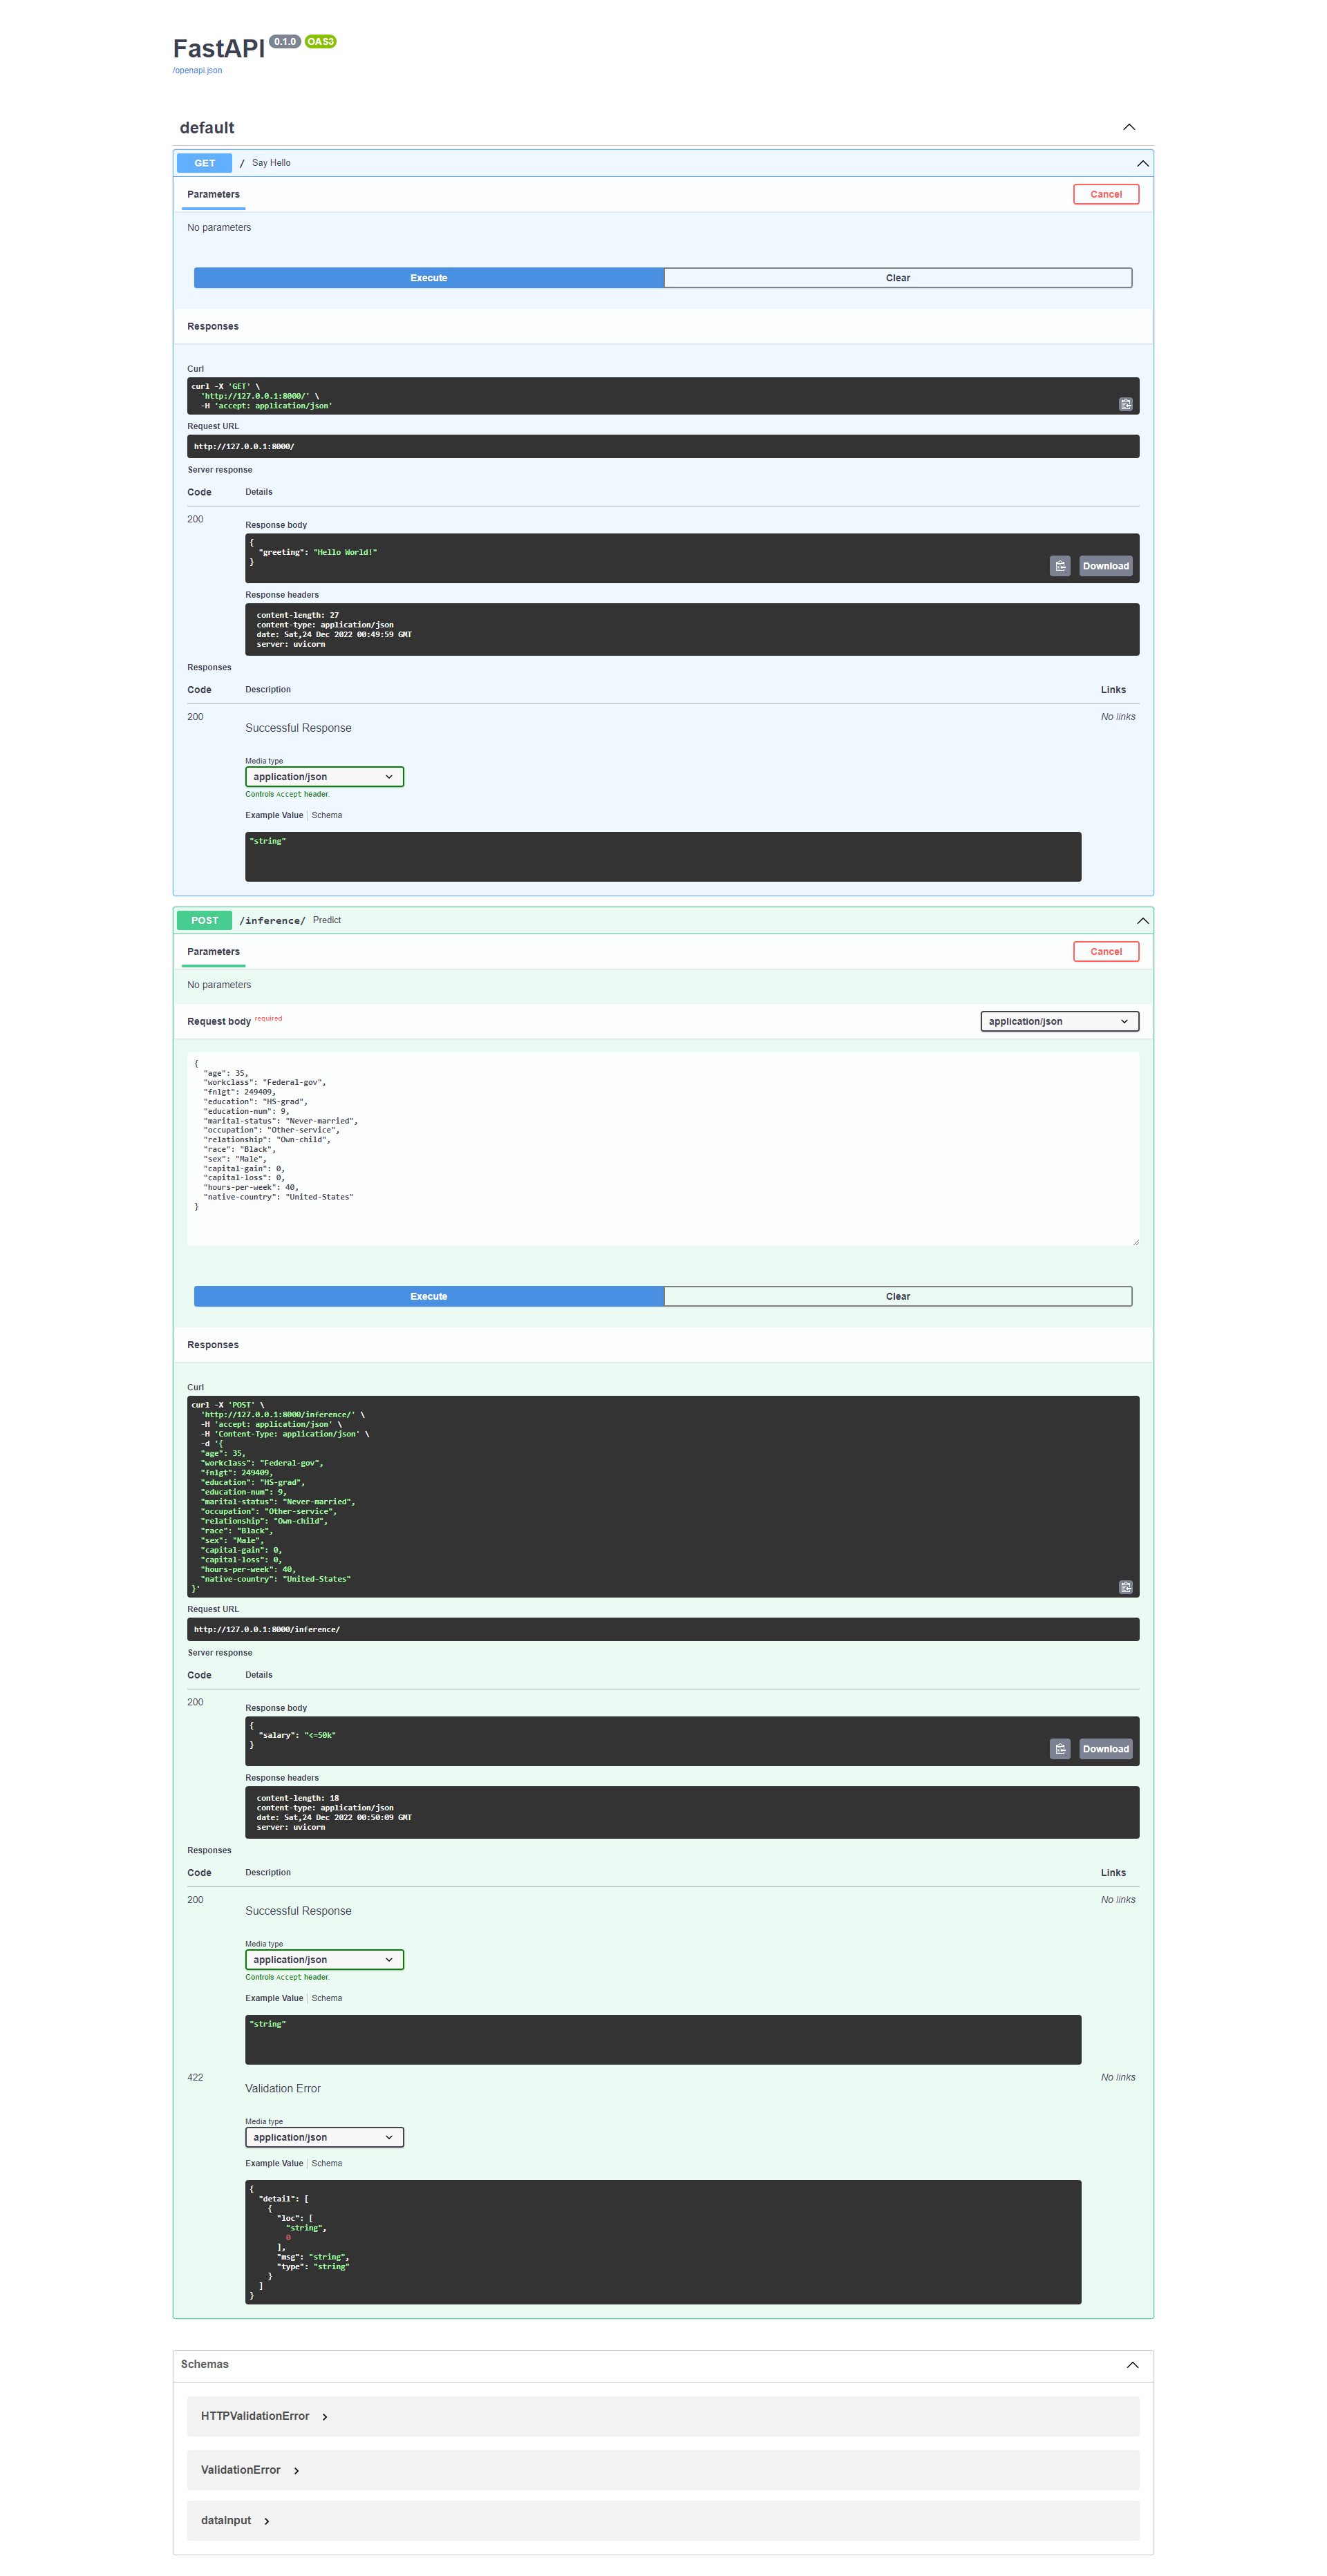 FastAPI 0.1.0 OAS3
/openapi.json
default
GET / Say Hello
Parameters Cancel
No parameters
Execute Clear
Responses
Curl
curl -X 'GET' \
'http://127.0.0.1:8000/' \
-H 'accept: application/json'
Request URL
http://127.0.0.1:8000/
Server response
Code Details
200
Response body
{
"greeting": "Hello World!"
}
Download
Response headers
content-length: 27
content-type: application/json
date: Sat,24 Dec 2022 00:49:59 GMT
server: uvicorn
Responses
Code Description Links
200 No links
Successful Response
Media type
application/json
Controls Accept header.
Example Value Schema
"string"
POST /inference/ Predict
Parameters Cancel
No parameters
Request body required application/json
{
"age": 35,
"workclass": "Federal-gov",
"fnlgt": 249409,
"education": "HS-grad",
"education-num": 9,
"marital-status": "Never-married",
"occupation": "Other-service",
"relationship": "Own-child",
"race": "Black",
"sex": "Male",
"capital-gain": 0,
"capital-loss": 0,
"hours-per-week": 40,
"native-country": "United-States"
}
Execute Clear
Responses
Curl
curl -X 'POST' \
'http://127.0.0.1:8000/inference/' \
-H 'accept: application/json' \
-H 'Content-Type: application/json' \
-d '{
"age": 35,
"workclass": "Federal-gov",
"fnlgt": 249409,
"education": "HS-grad",
"education-num": 9,
"marital-status": "Never-married",
"occupation": "Other-service",
"relationship": "Own-child",
"race": "Black",
"sex": "Male",
"capital-gain": 0,
"capital-loss": 0,
"hours-per-week": 40,
"native-country": "United-States"
}'
Request URL
http://127.0.0.1:8000/inference/
Server response
Code Details
200
Response body
{
"salary": "<=50k"
}
Download
Response headers
content-length: 18
content-type: application/json
date: Sat,24 Dec 2022 00:50:09 GMT
server: uvicorn
Responses
Code Description Links
200 No links
Successful Response
Media type
application/json
Controls Accept header.
Example Value Schema
"string"
422 No links
Validation Error
Media type
application/json
Example Value Schema
{
"detail": [
{
"loc": [
"string",
0
],
"msg": "string",
"type": "string"
}
]
}
Schemas
HTTPValidationError
ValidationError
dataInput